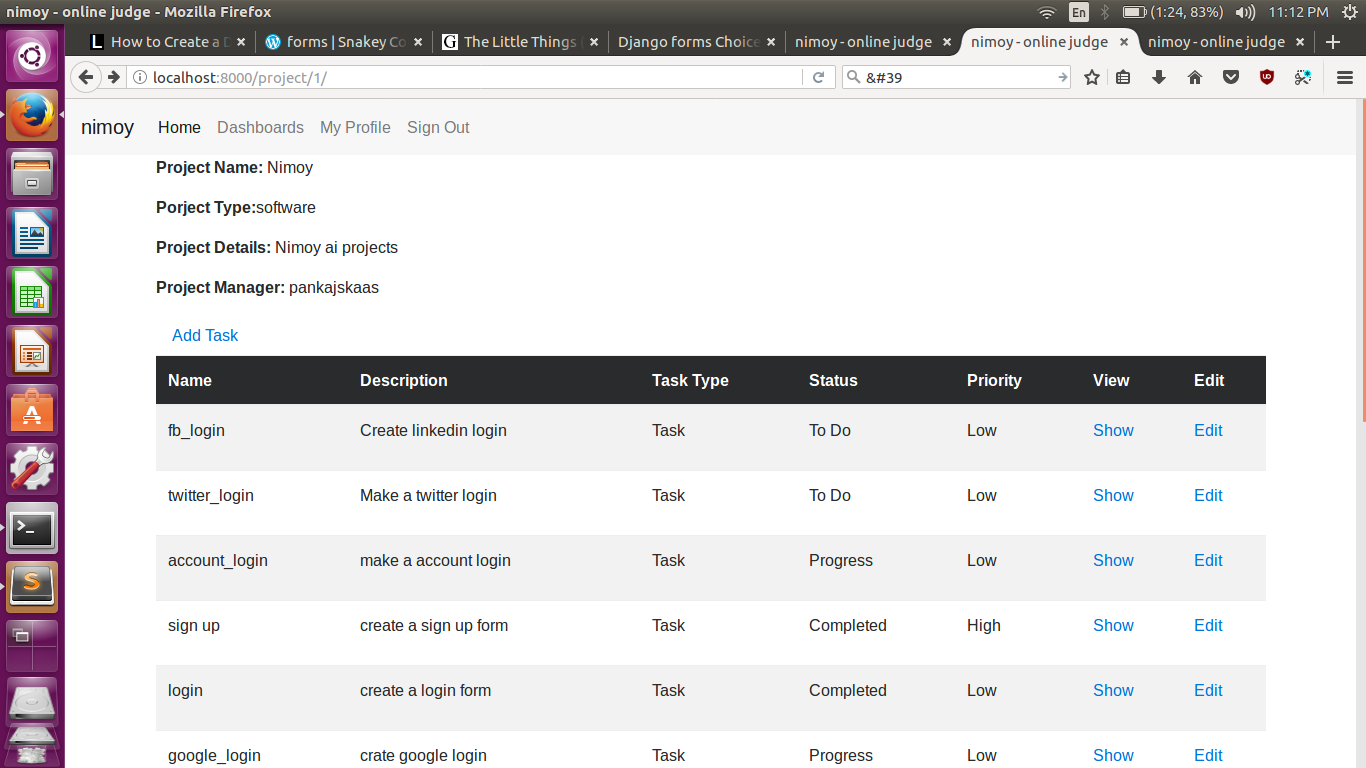 nimoy - online judge - Mozilla Firefox En (1:24, 83%) 11:12 PM
L How to Create a D forms | Snakey Co G The Little Things ( Django forms Choice nimoy - online judge nimoy - online judge nimoy - online judge
localhost:8000/project/1/ &#39
nimoy Home Dashboards My Profile Sign Out
Project Name: Nimoy
Porject Type:software
Project Details: Nimoy ai projects
Project Manager: pankajskaas
Add Task
Name Description Task Type Status Priority View Edit
fb_login Create linkedin login Task To Do Low Show Edit
twitter_login Make a twitter login Task To Do Low Show Edit
account_login make a account login Task Progress Low Show Edit
sign up create a sign up form Task Completed High Show Edit
login create a login form Task Completed Low Show Edit
google_login crate google login Task Progress Low Show Edit